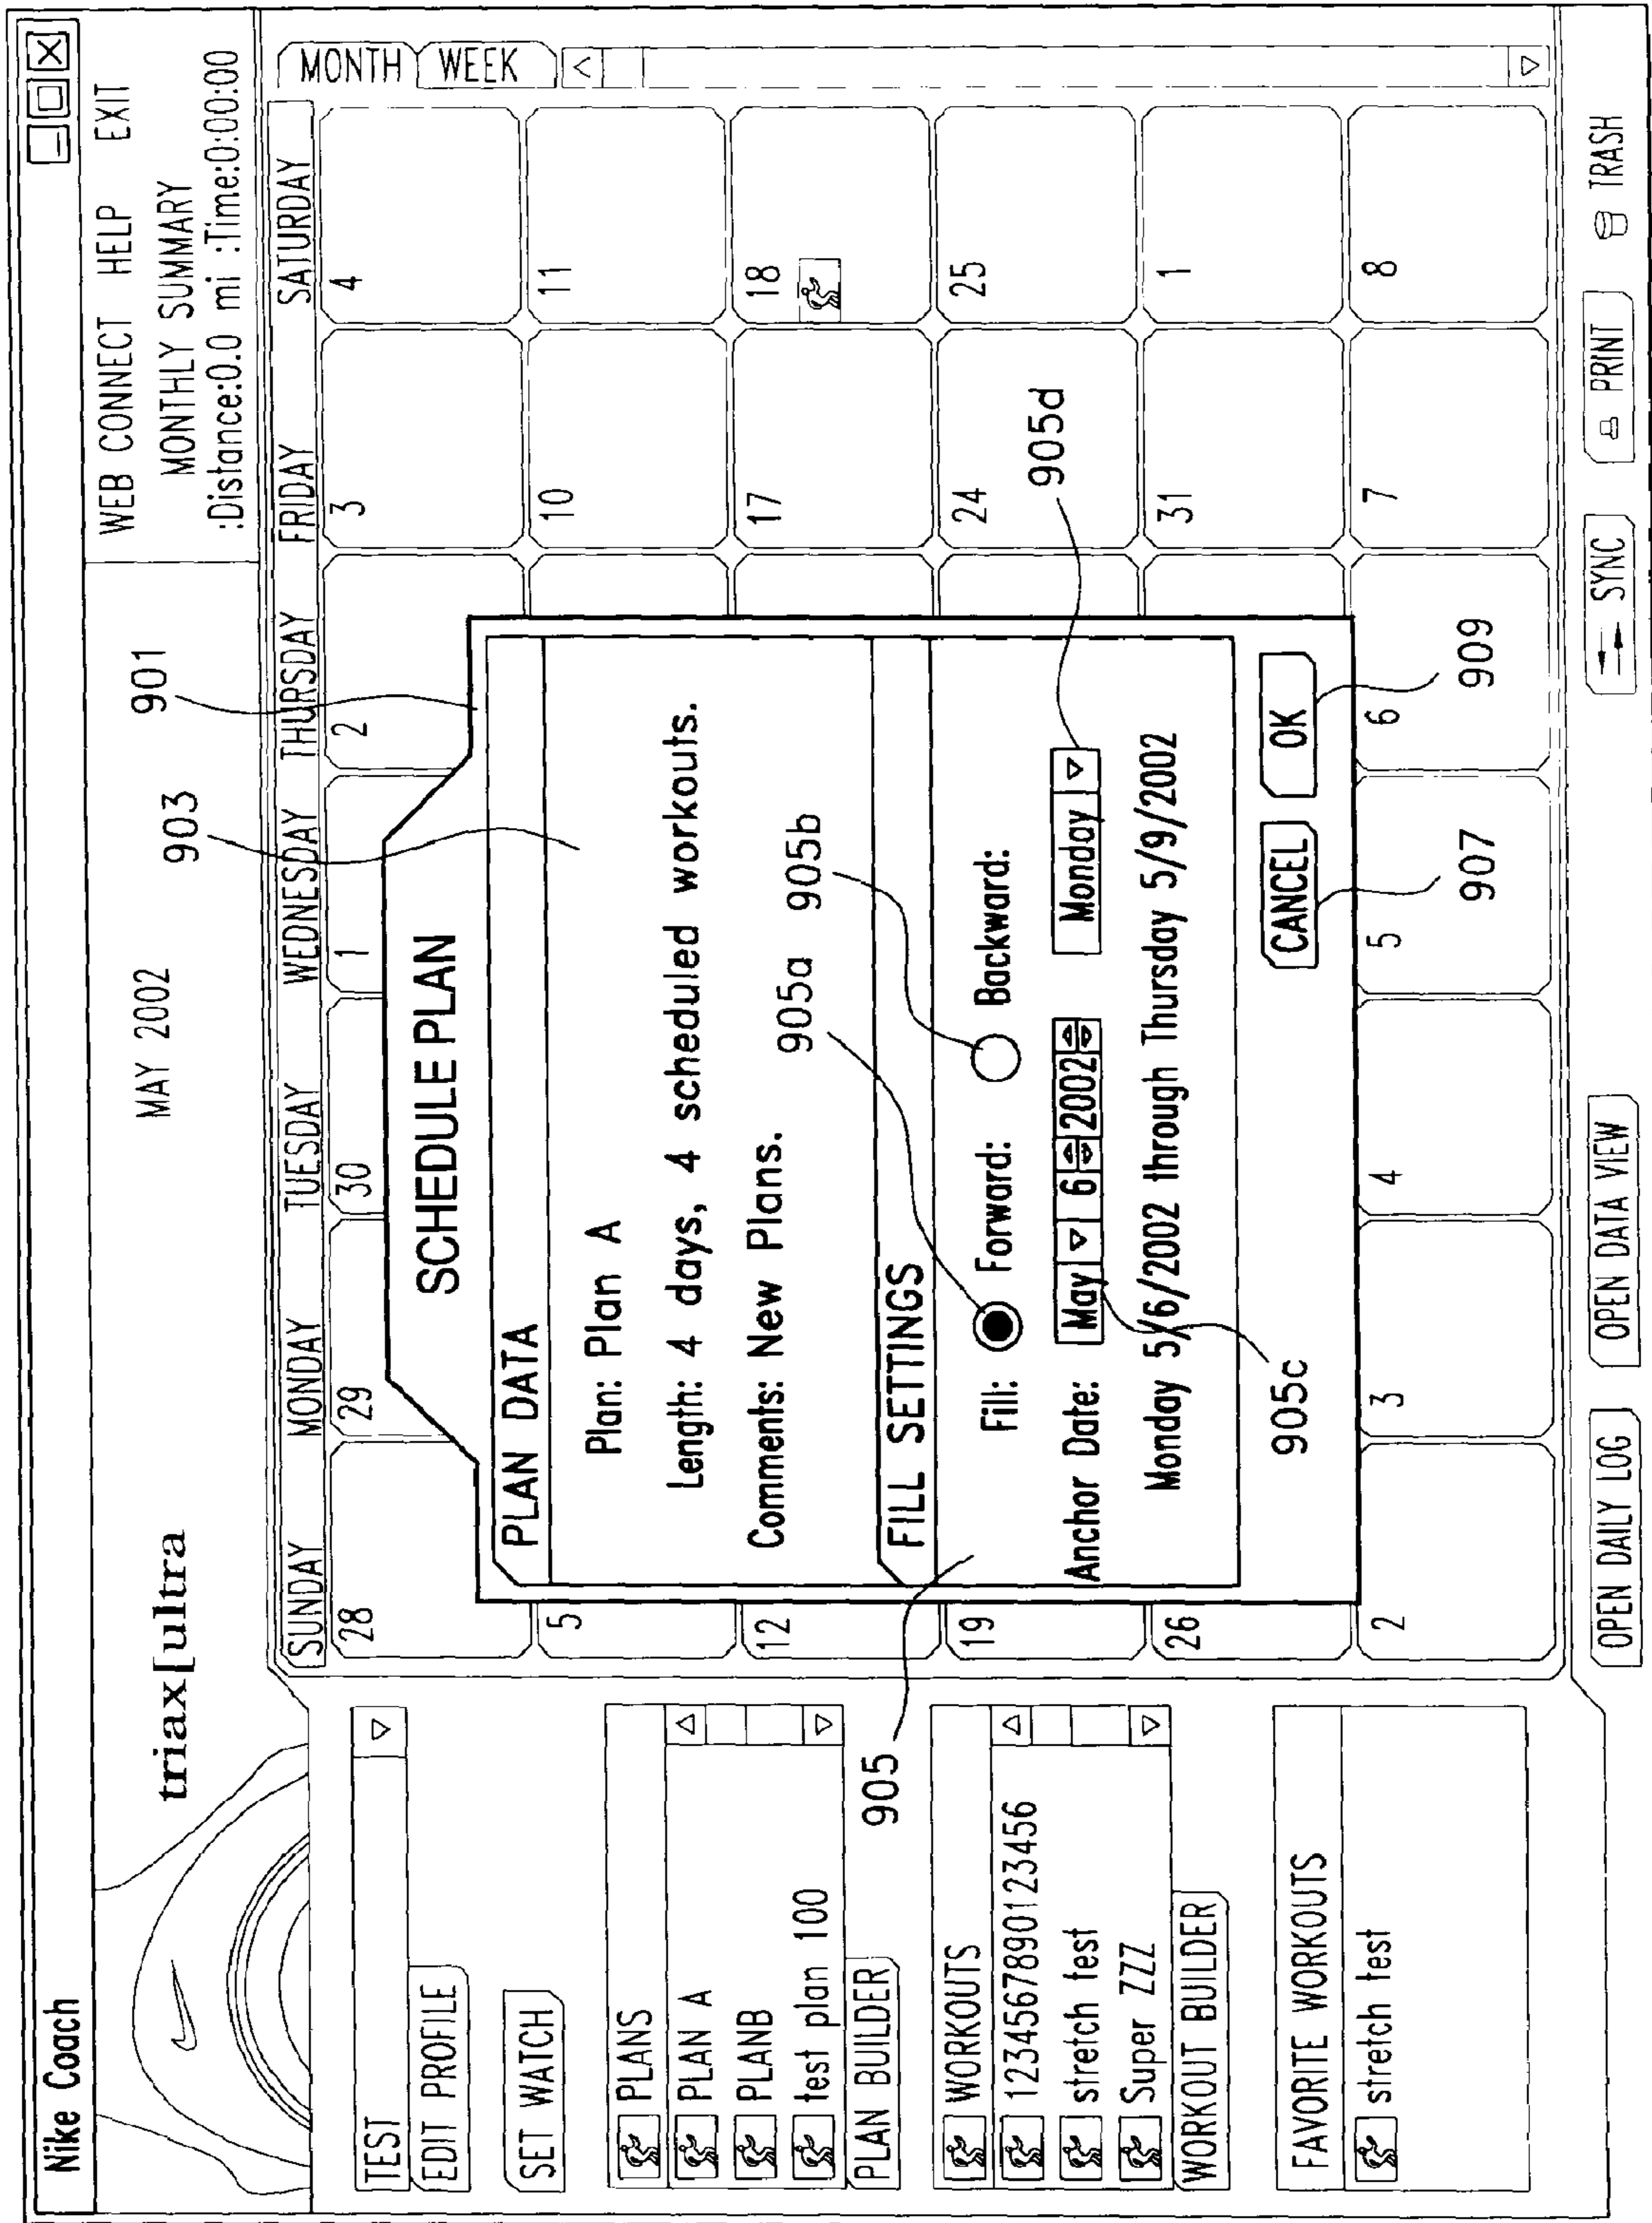 Nike Coach
triax[ultra
MAY 2002
WEB CONNECT HELP EXIT
MONTHLY SUMMARY
:Distance:0.0 mi :Time:0:00:00
901
903
TEST
EDIT PROFILE
SET WATCH
PLANS
PLAN A
PLANB
test plan 100
PLAN BUILDER
WORKOUTS
1234567890123456
stretch test
Super ZZZ
WORKOUT BUILDER
FAVORITE WORKOUTS
stretch test
SUNDAY MONDAY TUESDAY WEDNESDAY THURSDAY FRIDAY SATURDAY
MONTH WEEK
28 29 30 1 2 3 4
5 10 11
12 17 18
19 24 25
26 31 1
2 3 4 5 6 7 8
SCHEDULE PLAN
PLAN DATA
Plan: Plan A
Length: 4 days, 4 scheduled workouts.
Comments: New Plans.
905a 905b
FILL SETTINGS
905
Fill: Forward: Backward:
905d
Anchor Date: May 6 2002 Monday
Monday 5/6/2002 through Thursday 5/9/2002
CANCEL OK
905c
907 909
OPEN DAILY LOG OPEN DATA VIEW SYNC PRINT TRASH